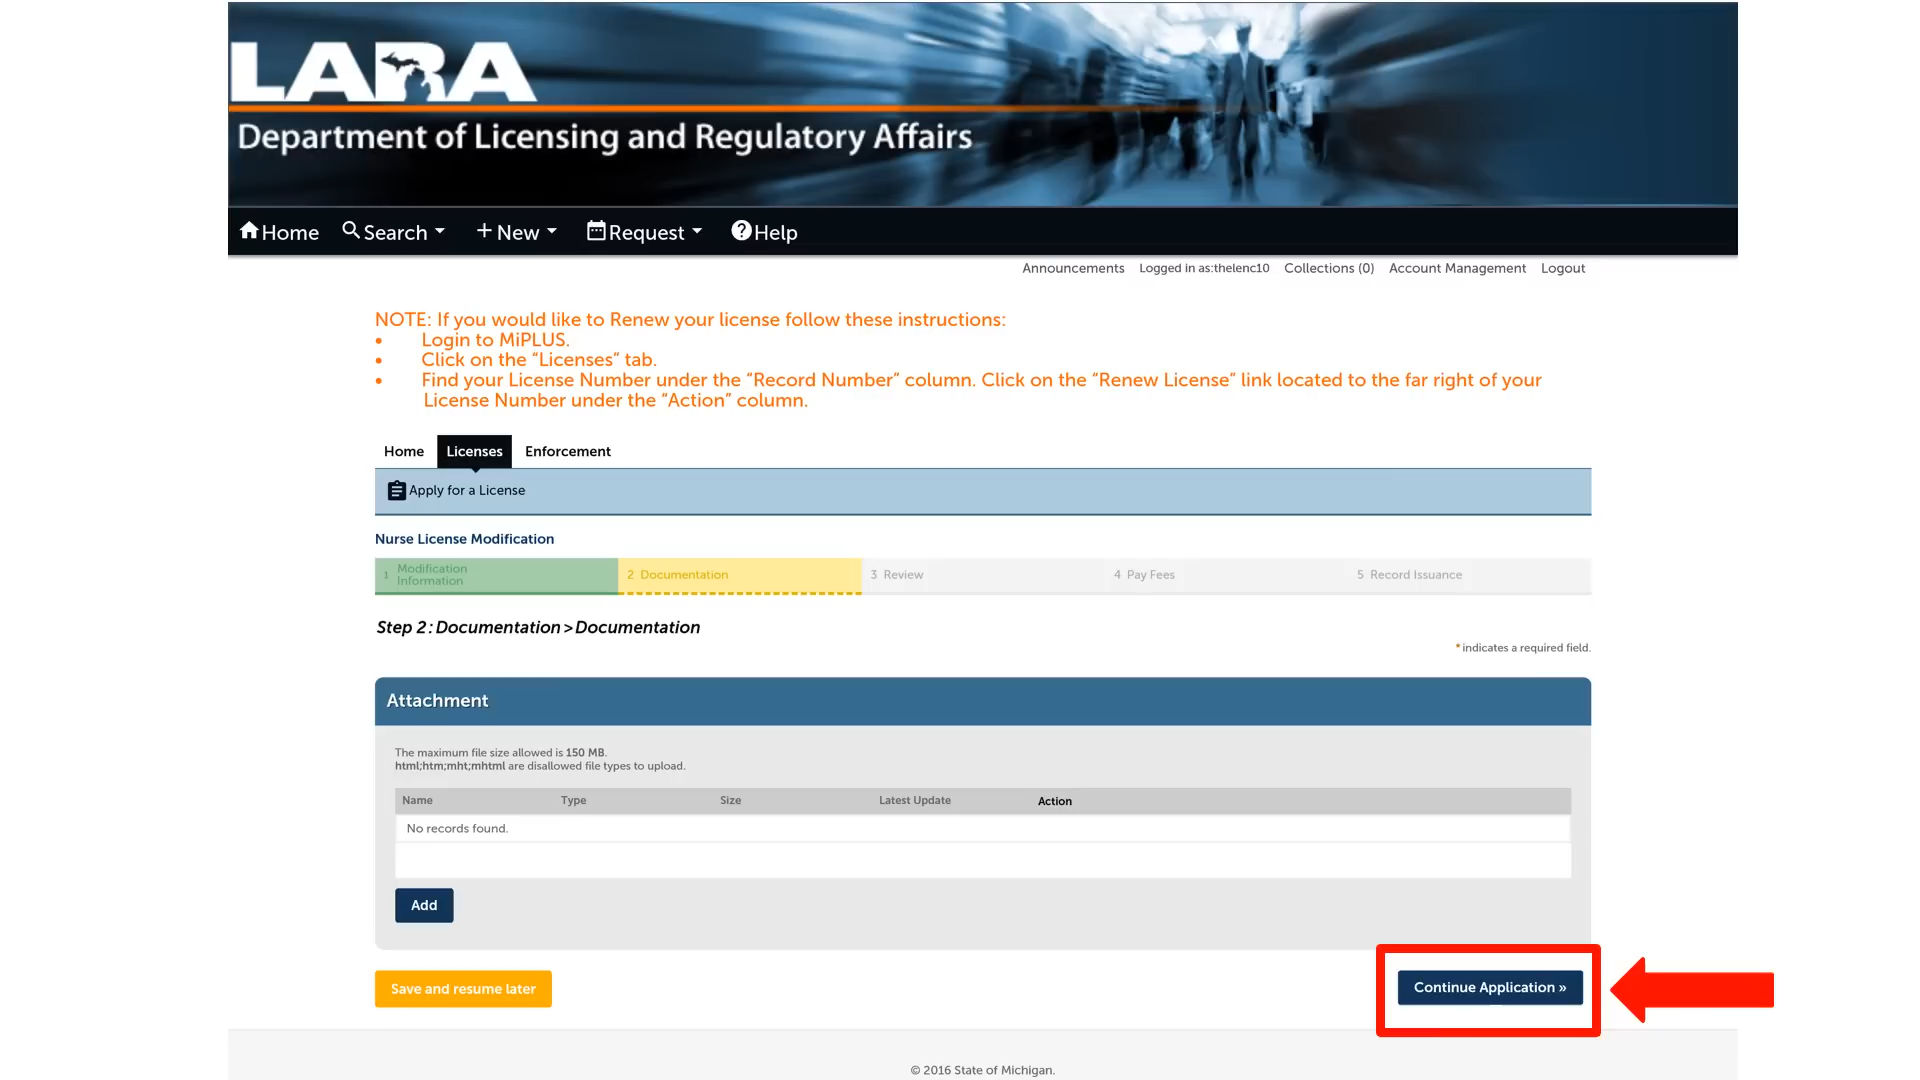 LARA
Department of Licensing and Regulatory Affairs
Home Search New Request Help
Announcements Logged in as:thelenc10 Collections (0) Account Management Logout
NOTE: If you would like to Renew your license follow these instructions:
• Login to MiPLUS.
• Click on the “Licenses” tab.
• Find your License Number under the “Record Number” column. Click on the “Renew License” link located to the far right of your
License Number under the “Action” column.
Home Licenses Enforcement
Apply for a License
Nurse License Modification
1 Modification
Information
2 Documentation 3 Review 4 Pay Fees 5 Record Issuance
Step 2 : Documentation > Documentation
* indicates a required field.
Attachment
The maximum file size allowed is 150 MB.
html;htm;mht;mhtml are disallowed file types to upload.
Name Type Size Latest Update Action
No records found.
Add
Save and resume later Continue Application »
© 2016 State of Michigan.